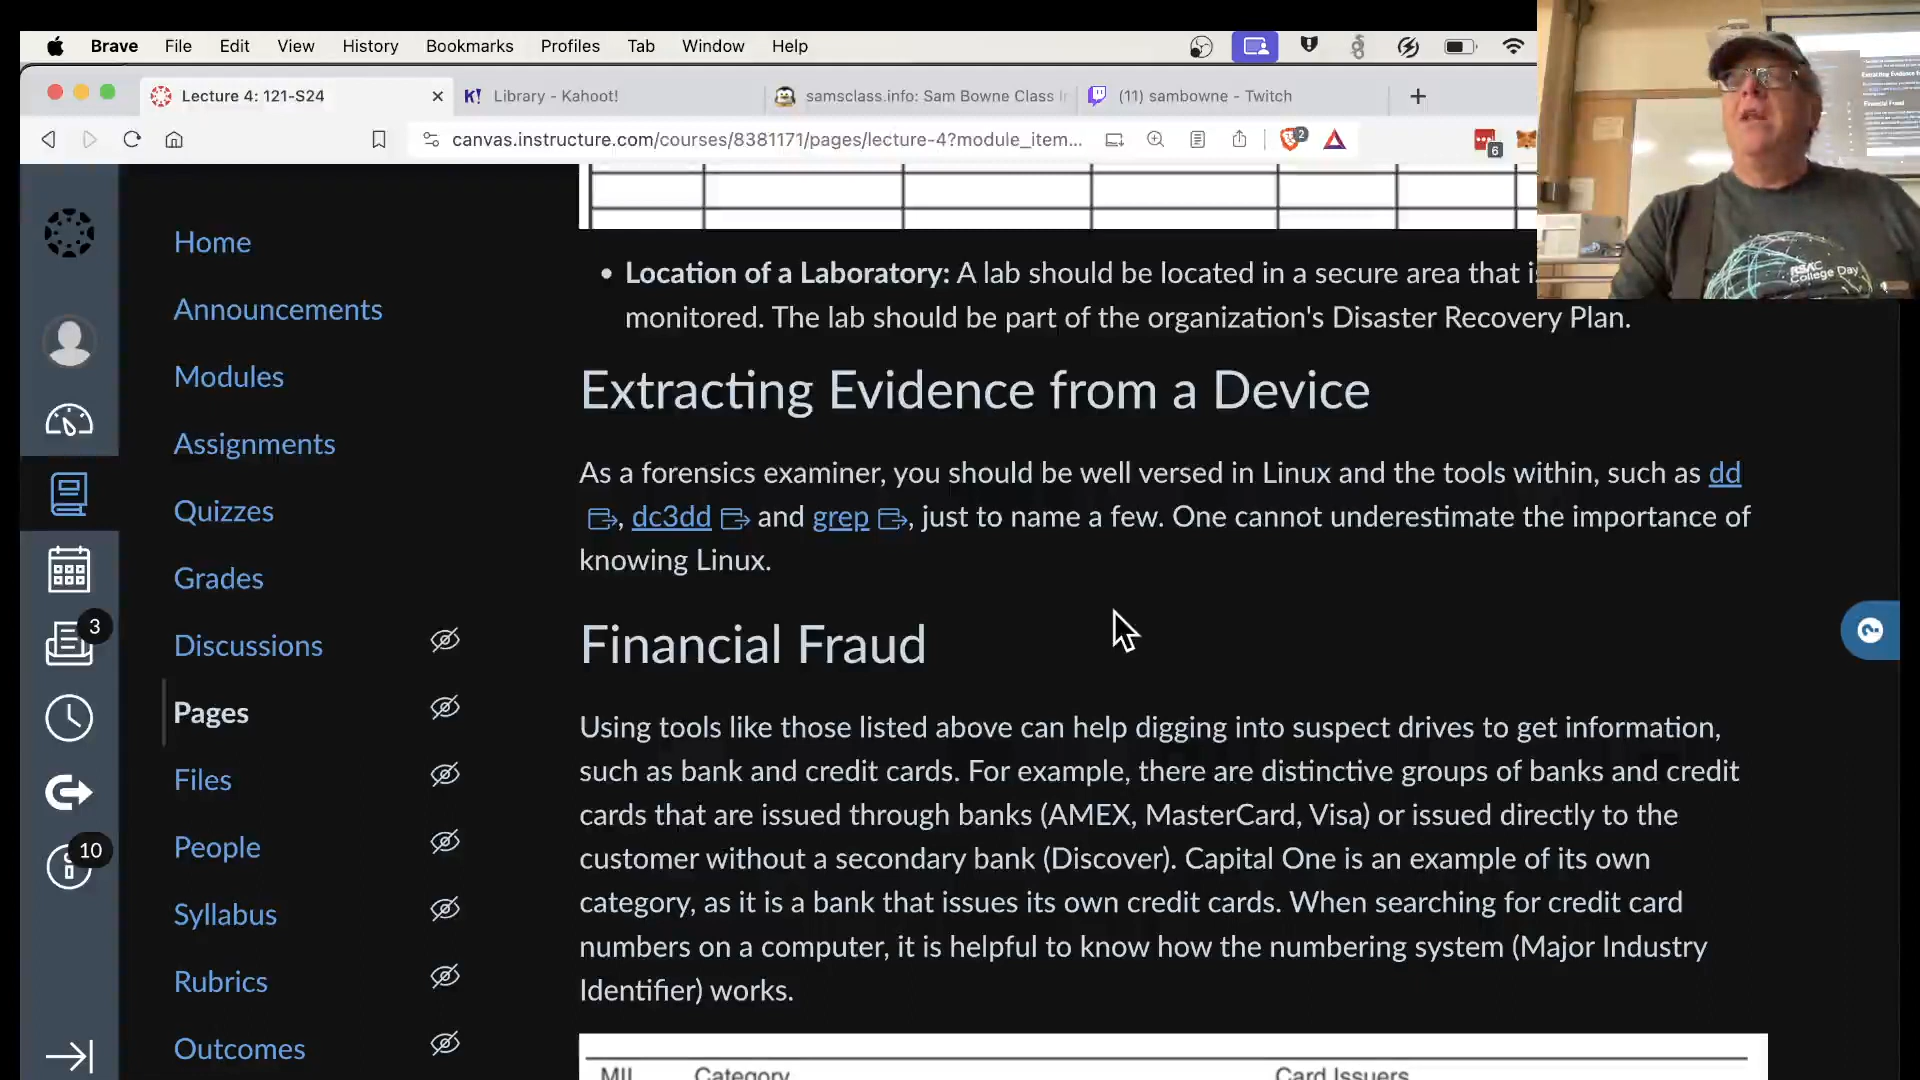 Brave File Edit View History Bookmarks Profiles Tab Window Help
Lecture 4: 121-S24
Library - Kahoot!
samsclass.info: Sam Bowne Class
(11) sambowne - Twitch
canvas.instructure.com/courses/8381171/pages/lecture-4?module_item...
2
6
Home
Announcements
Modules
Assignments
Quizzes
Grades
Discussions
Pages
Files
People
Syllabus
Rubrics
Outcomes
3
10
Location of a Laboratory: A lab should be located in a secure area that
monitored. The lab should be part of the organization's Disaster Recovery Plan.
Extracting Evidence from a Device
As a forensics examiner, you should be well versed in Linux and the tools within, such as dd
, dc3dd and grep , just to name a few. One cannot underestimate the importance of
knowing Linux.
Financial Fraud
Using tools like those listed above can help digging into suspect drives to get information,
such as bank and credit cards. For example, there are distinctive groups of banks and credit
cards that are issued through banks (AMEX, MasterCard, Visa) or issued directly to the
customer without a secondary bank (Discover). Capital One is an example of its own
category, as it is a bank that issues its own credit cards. When searching for credit card
numbers on a computer, it is helpful to know how the numbering system (Major Industry
Identifier) works.
MII Category Card Issuers
RSAC
College Day
Financial Fraud